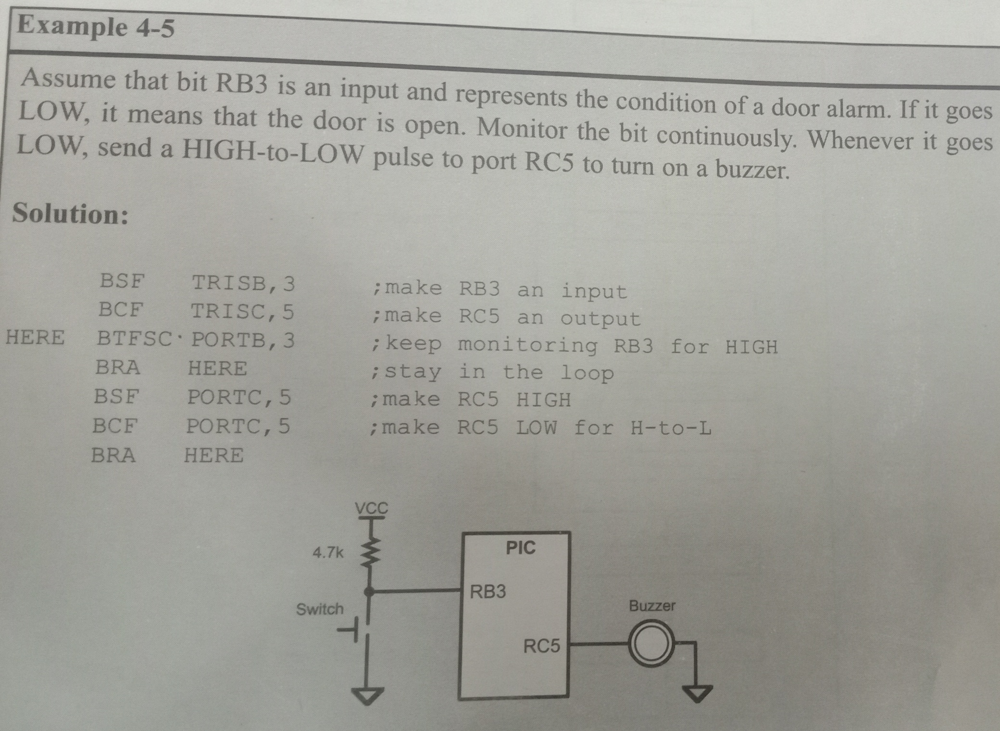 Example 4-5
Assume that bit RB3 is an input and represents the condition of a door alarm. If it goes
LOW, it means that the door is open. Monitor the bit continuously. Whenever it goes
LOW, send a HIGH-to-LOW pulse to port RC5 to turn on a buzzer.
Solution:
BSF TRISB,3 ;make RB3 an input
BCF TRISC,5 ;make RC5 an output
HERE BTFSC PORTB,3 ;keep monitoring RB3 for HIGH
BRA HERE ;stay in the loop
BSF PORTC,5 ;make RC5 HIGH
BCF PORTC,5 ;make RC5 LOW for H-to-L
BRA HERE
VCC
4.7k
PIC
RB3
Switch
Buzzer
RC5